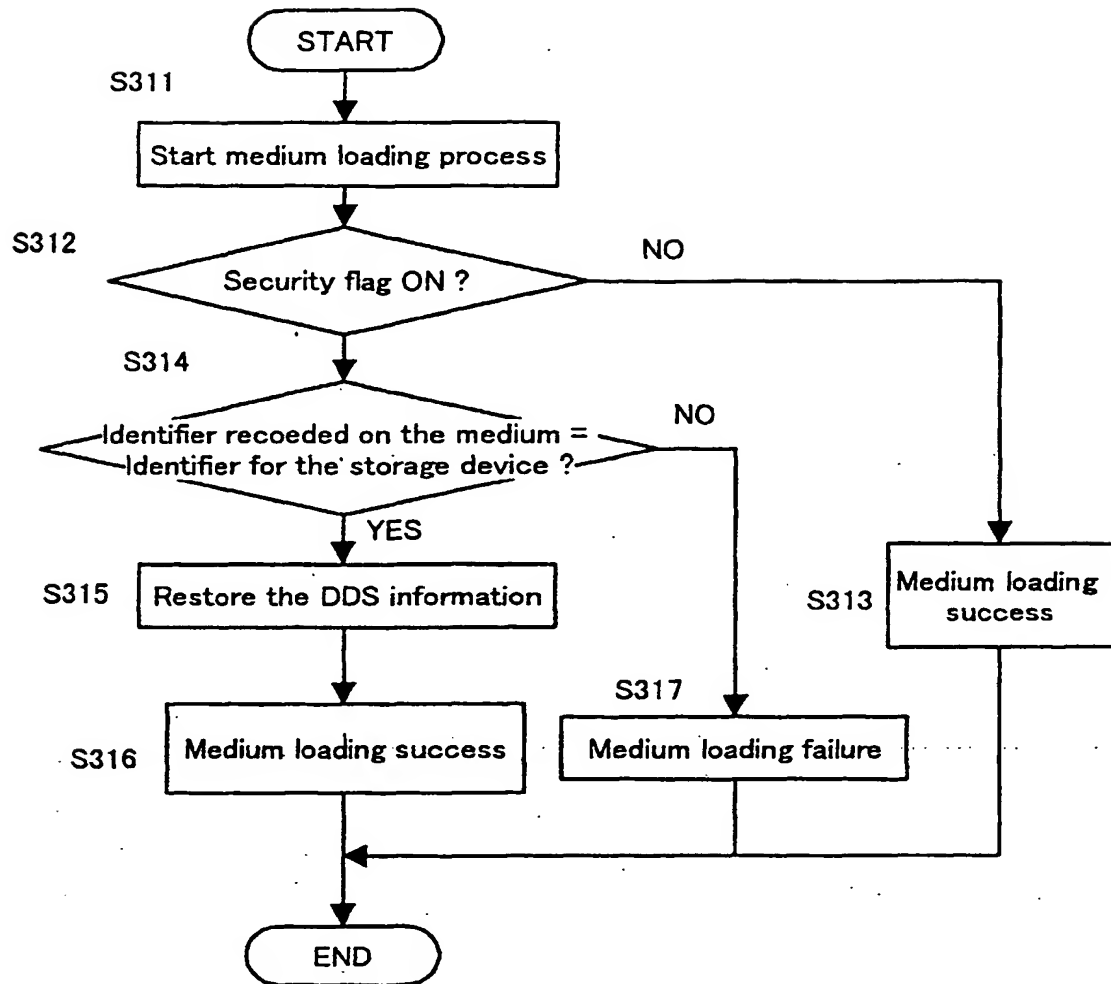 START
S311
Start medium loading process
S312
Security flag ON ?
NO
S314
Identifier recoeded on the medium =
Identifier for the storage device ?
NO
YES
S315
Restore the DDS information
S313
Medium loading
success
S317
S316
Medium loading success
Medium loading failure
END